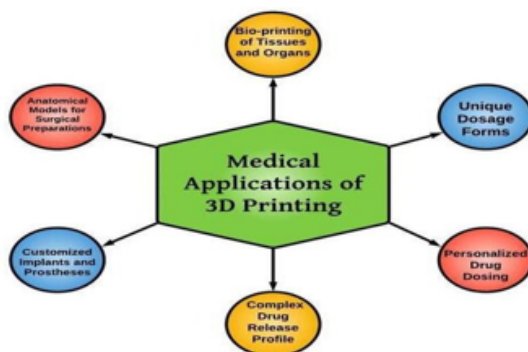 Bio-printing
of Tissues
and Organs
Anatomical
Models for
Surgical
Preparations
Unique
Dosage
Forms
Medical
Applications of
3D Printing
Customized
Implants and
Prostheses
Personalized
Drug
Dosing
Complex
Drug
Release
Profile